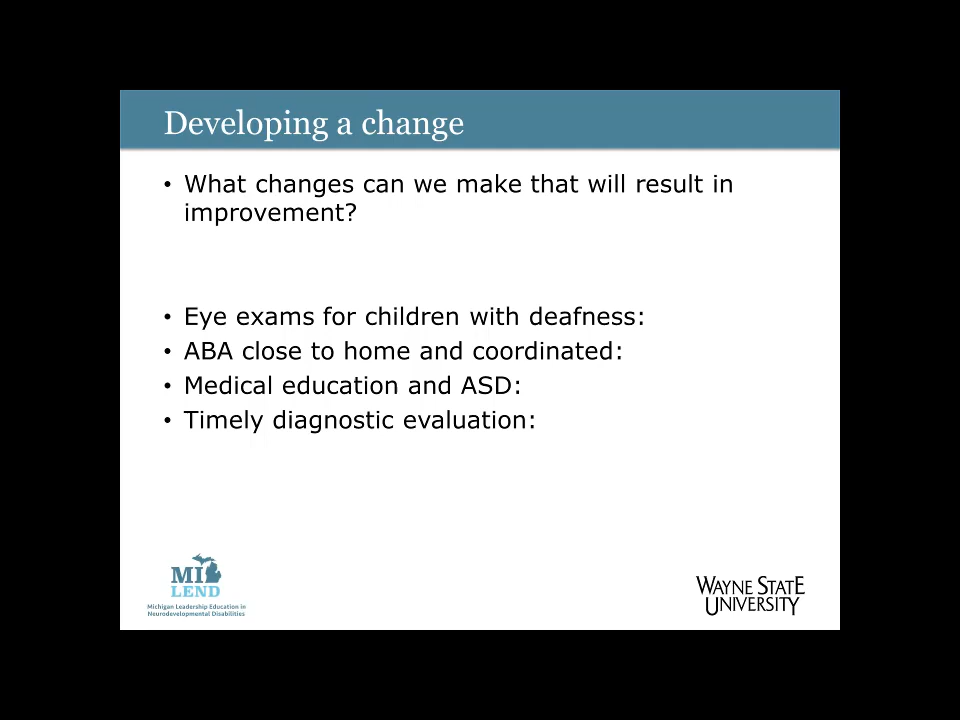 Developing a change
• What changes can we make that will result in
improvement?
• Eye exams for children with deafness:
• ABA close to home and coordinated:
• Medical education and ASD:
• Timely diagnostic evaluation:
MI
LEND
Michigan Leadership Education in
Neurodevelopmental Disabilities
WAYNE STATE
UNIVERSITY